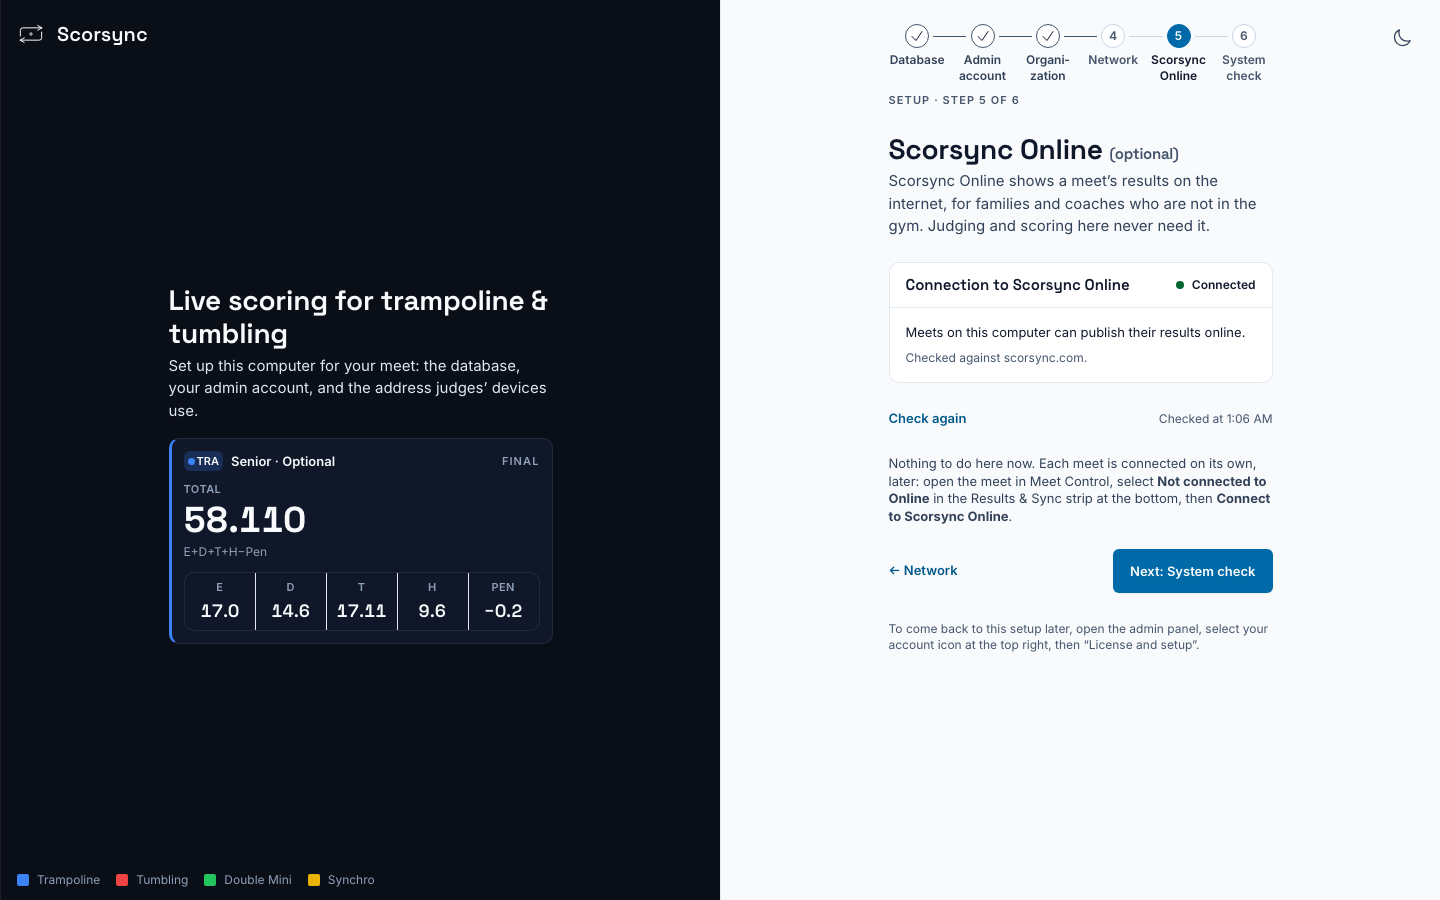 Scorsync
Live scoring for trampoline &
tumbling
Set up this computer for your meet: the database,
your admin account, and the address judges’ devices
use.
TRA Senior · Optional FINAL
TOTAL
58.110
E+D+T+H−Pen
E D T H PEN
17.0 14.6 17.11 9.6 −0.2
Trampoline Tumbling Double Mini Synchro
4 5 6
Database Admin account Organi-zation Network Scorsync Online System check
SETUP · STEP 5 OF 6
Scorsync Online (optional)
Scorsync Online shows a meet’s results on the
internet, for families and coaches who are not in the
gym. Judging and scoring here never need it.
Connection to Scorsync Online Connected
Meets on this computer can publish their results online.
Checked against scorsync.com.
Check again Checked at 1:06 AM
Nothing to do here now. Each meet is connected on its own,
later: open the meet in Meet Control, select Not connected to
Online in the Results & Sync strip at the bottom, then Connect
to Scorsync Online.
← Network Next: System check
To come back to this setup later, open the admin panel, select your
account icon at the top right, then “License and setup”.